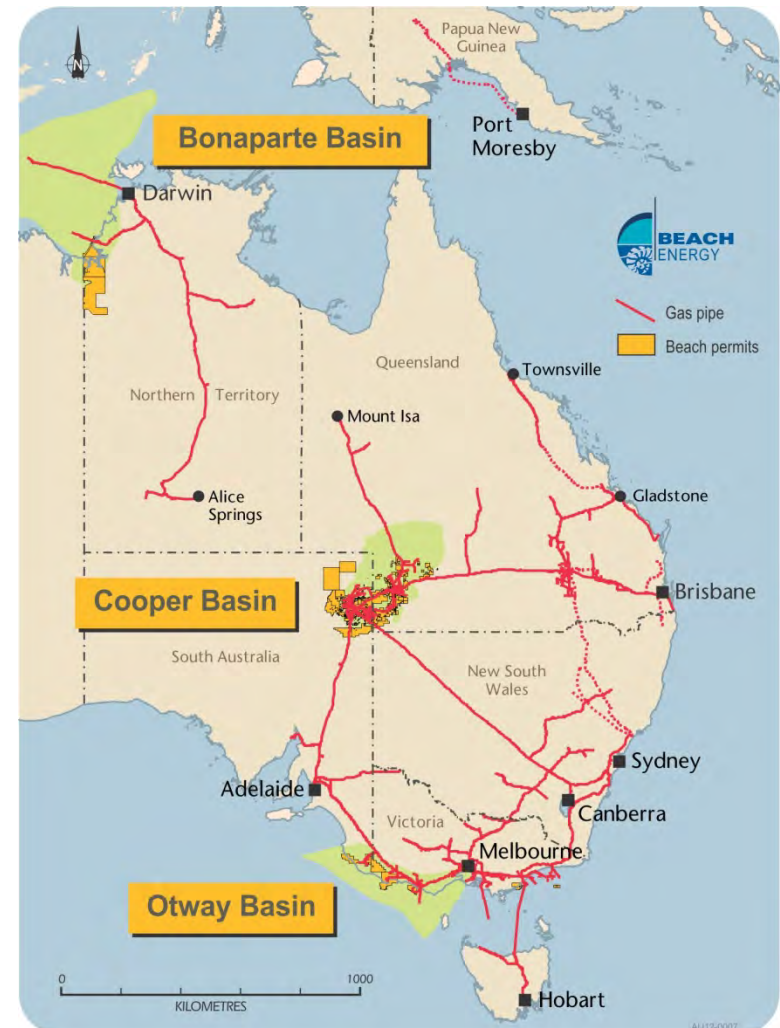 Papua New
Guinea
N
Bonaparte Basin
Port
Moresby
Darwin
BEACH
ENERGY
Gas pipe
Beach permits
Queensland
Townsville
Northern Territory
Mount Isa
Alice
Springs
Gladstone
Cooper Basin
Brisbane
South Australia
New South
Wales
Sydney
Adelaide
Canberra
Victoria
Melbourne
Otway Basin
0 1000
KILOMETRES
Hobart
AU17-0007